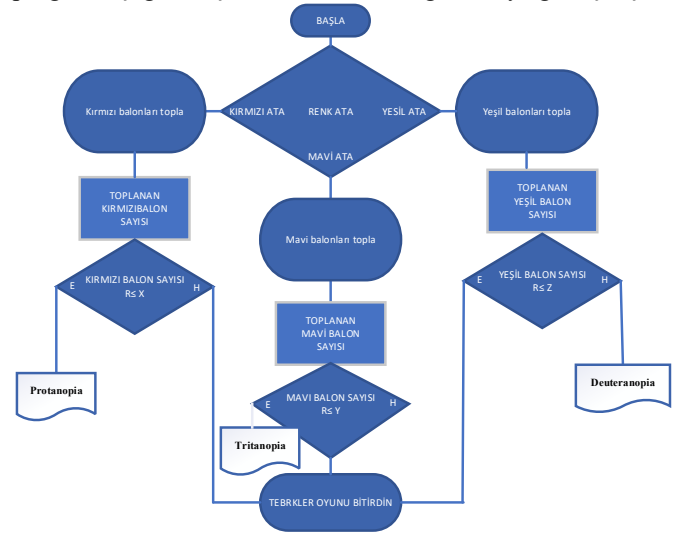 BAŞLA
Kırmızı balonları topla
KIRMIZI ATA
RENK ATA
YESİL ATA
MAVİ ATA
Yeşil balonları topla
TOPLANAN
KIRMIZIBALON
SAYISI
TOPLANAN
YEŞİL BALON
SAYISI
Mavi balonları topla
E
KIRMIZI BALON SAYISI
R≤ X
H
E
YEŞİL BALON SAYISI
R≤ Z
H
TOPLANAN
MAVİ BALON
SAYISI
Protanopia
Deuteranopia
E
MAVI BALON SAYISI
R≤ Y
H
Tritanopia
TEBRKLER OYUNU BİTİRDİN